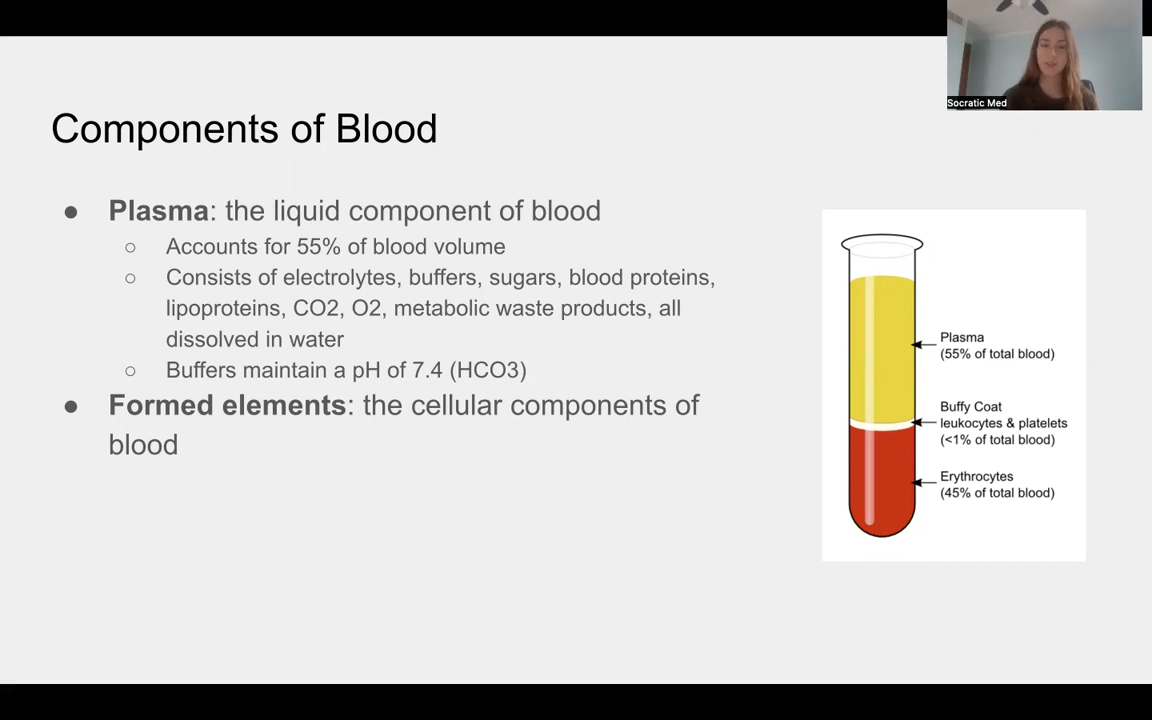 Socratic Med
Components of Blood
● Plasma: the liquid component of blood
○ Accounts for 55% of blood volume
○ Consists of electrolytes, buffers, sugars, blood proteins,
lipoproteins, CO2, O2, metabolic waste products, all
dissolved in water
○ Buffers maintain a pH of 7.4 (HCO3)
● Formed elements: the cellular components of
blood
Plasma
(55% of total blood)
Buffy Coat
leukocytes & platelets
(<1% of total blood)
Erythrocytes
(45% of total blood)